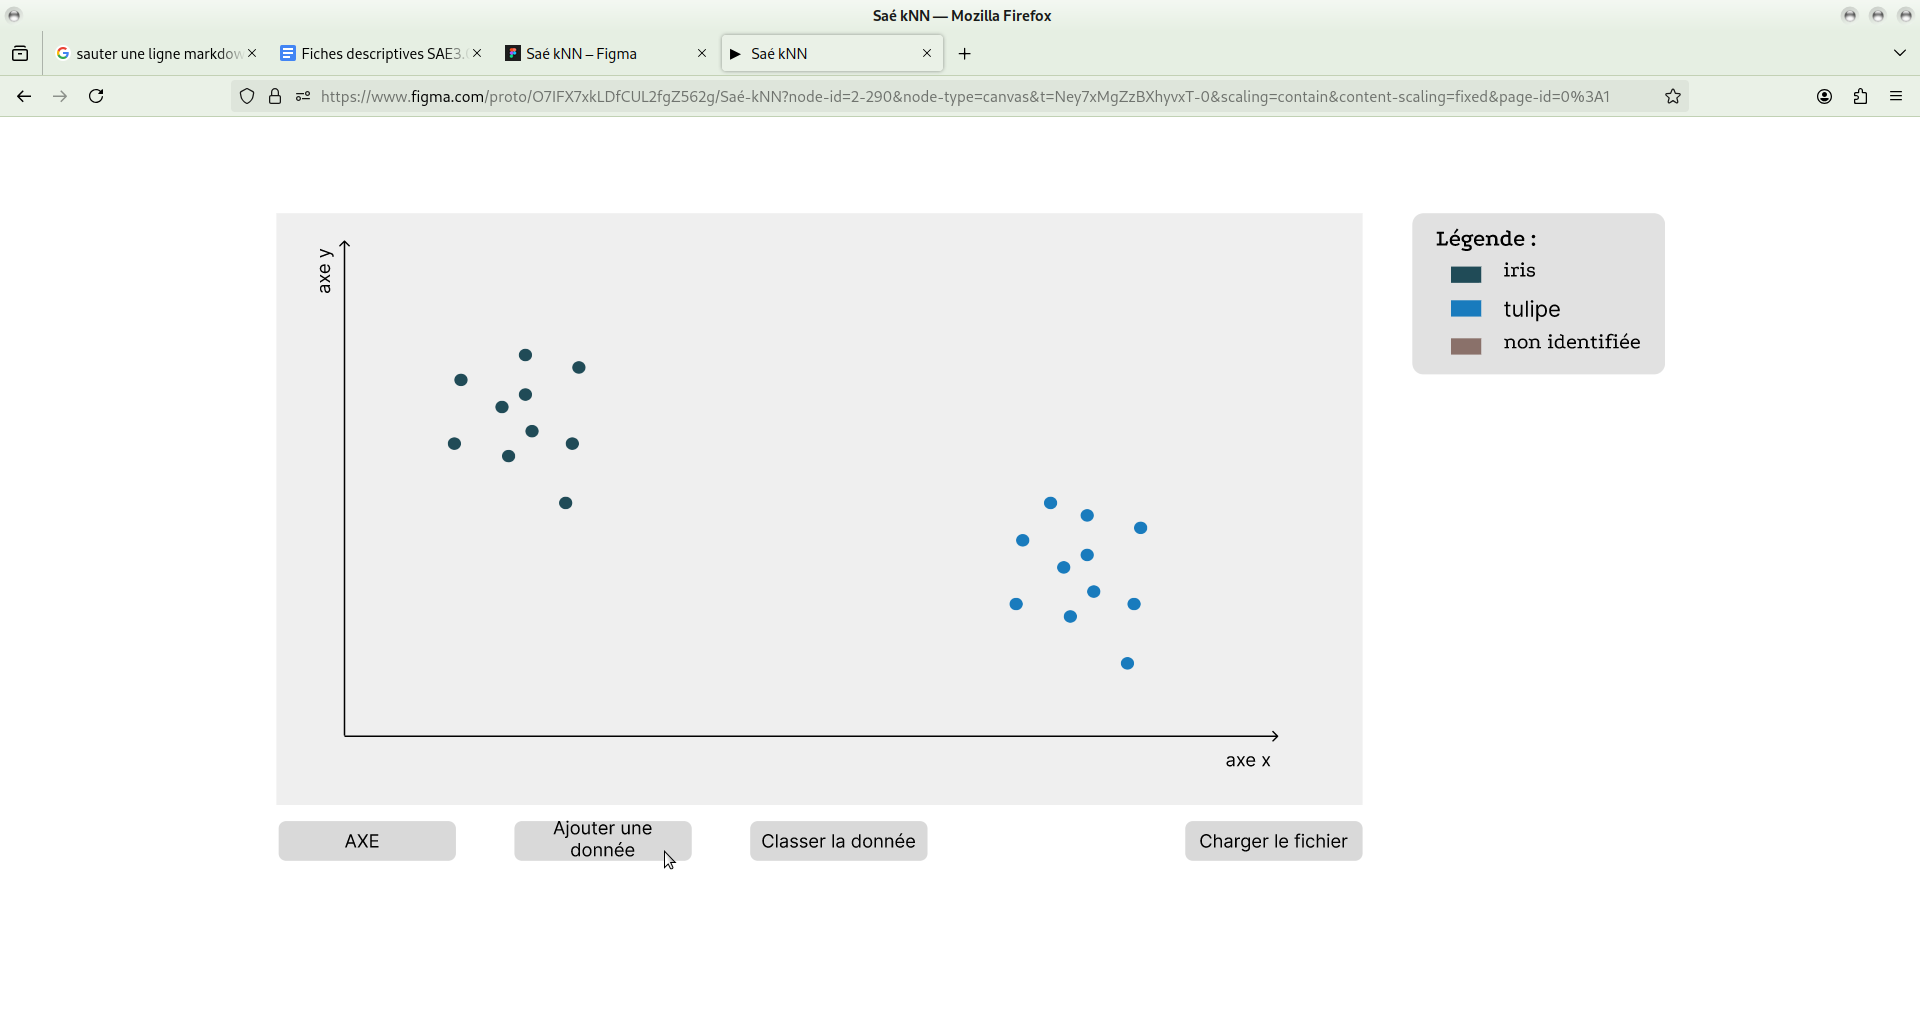 Saé kNN — Mozilla Firefox
sauter une ligne markdow
Fiches descriptives SAE3.
Saé kNN – Figma
Saé kNN
https://www.figma.com/proto/O7IFX7xkLDfCUL2fgZ562g/Saé-kNN?node-id=2-290&node-type=canvas&t=Ney7xMgZzBXhyvxT-0&scaling=contain&content-scaling=fixed&page-id=0%3A1
axe y
Légende :
iris
tulipe
non identifiée
axe x
AXE
Ajouter une
donnée
Classer la donnée
Charger le fichier